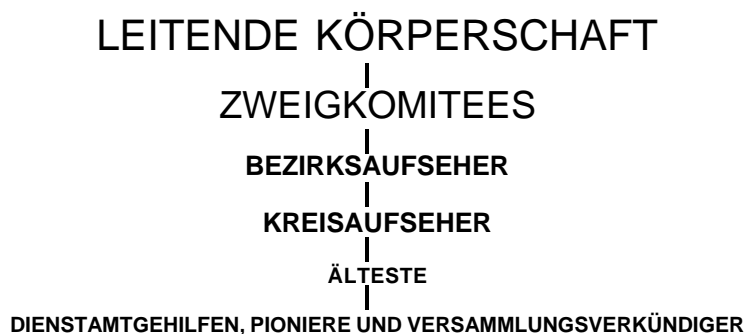 LEITENDE KÖRPERSCHAFT
ZWEIGKOMITEES
BEZIRKSAUFSEHER
KREISAUFSEHER
ÄLTESTE
DIENSTAMTGEHILFEN, PIONIERE UND VERSAMMLUNGSVERKÜNDIGER